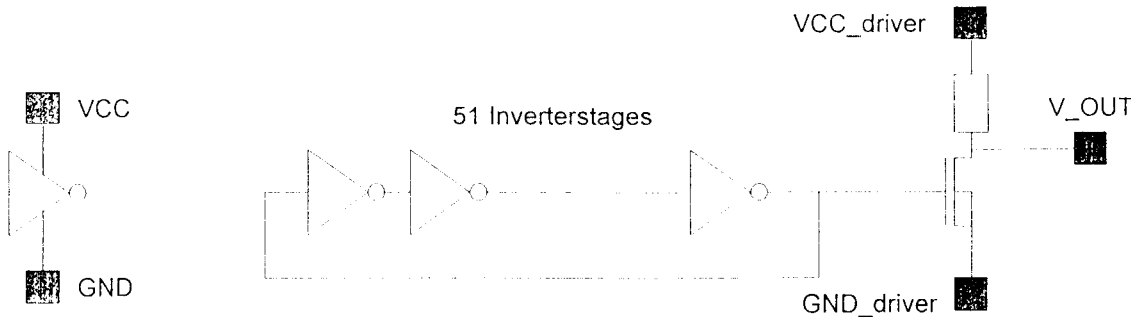 VCC_driver
VCC
51 Inverterstages
V_OUT
GND
GND_driver